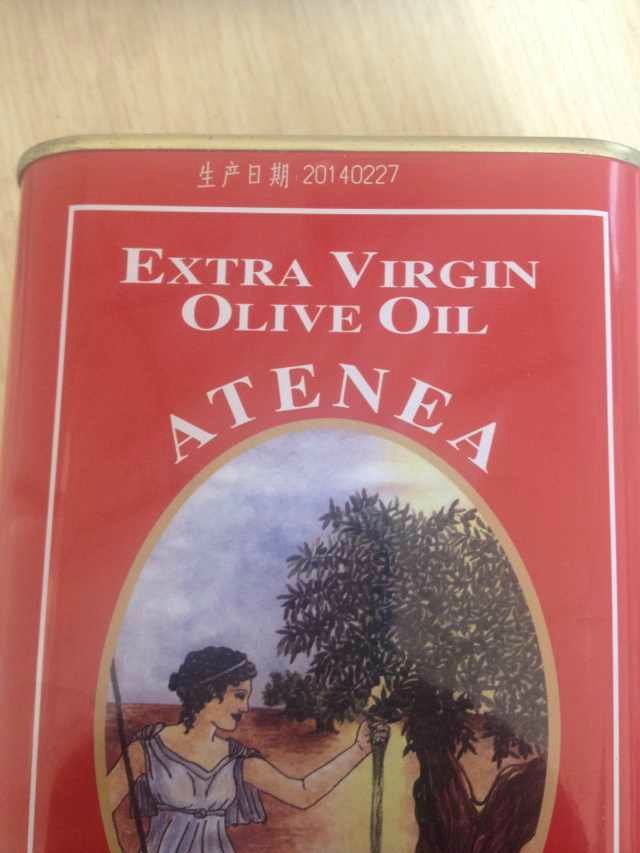 生产日期:20140227
EXTRA VIRGIN
OLIVE OIL
ATENEA